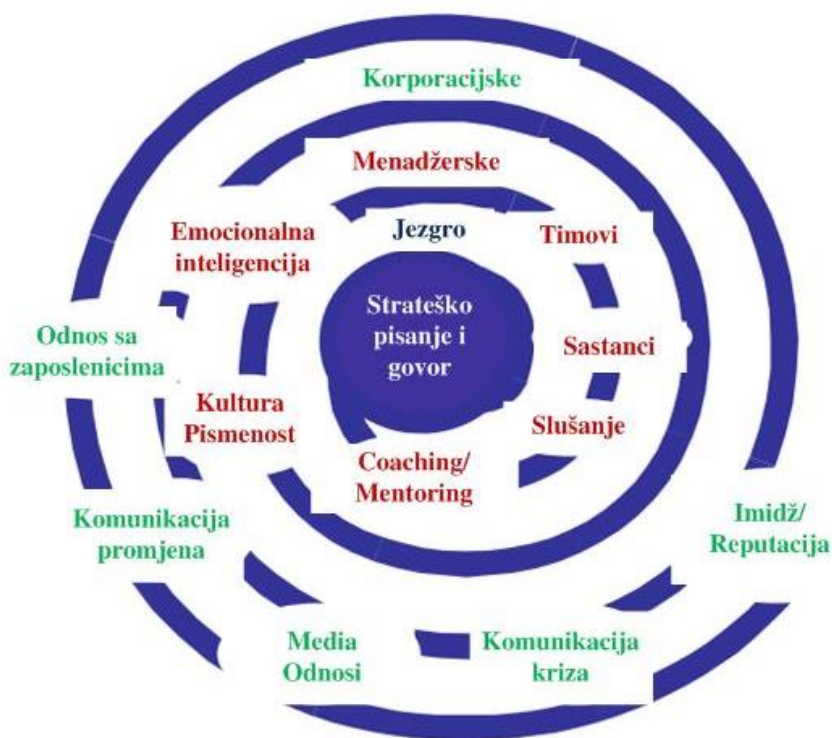 Korporacijske
Menadžerske
Jezgro
Emocionalna
inteligencija
Timovi
Strateško
pisanje i
govor
Odnos sa
zaposlenicima
Sastanci
Kultura
Pismenost
Slušanje
Coaching/
Mentoring
Komunikacija
promjena
Imidž/
Reputacija
Media
Odnosi
Komunikacija
kriza